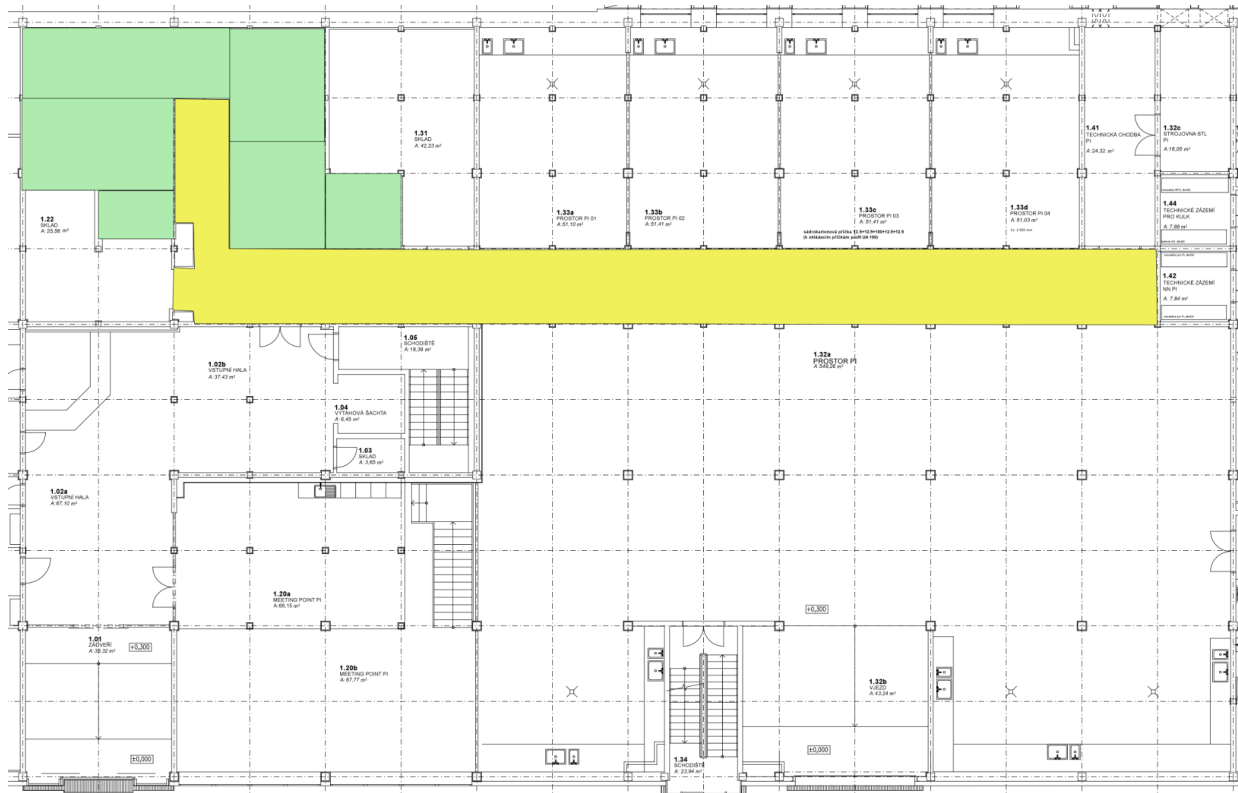 1.31
SKLAD
A: 42,23 m²
1.41
TECHNICKÁ CHODBA
PI
A:24,32 m²
1.32c
STROJOVNA STL
PI
A:16,05 m²
1.22
SKLAD
A: 25,56 m²
1.33a
PROSTOR PI 01
A:51,10 m²
1.33b
PROSTOR PI 02
A: 51,41 m²
1.33c
PROSTOR PI 03
A: 51,41 m²
1.33d
PROSTOR PI 04
A: 51,03 m²
1.44
TECHNICKÉ ZÁZEMÍ
PRO KULK
A: 7,88 m²
1.42
TECHNICKÉ ZÁZEMÍ
NN PI
A: 7,84 m²
1.02b
VSTUPNÍ HALA
A: 37,43 m²
1.05
SCHODIŠTĚ
A:18,39 m²
1.32a
PROSTOR PI
1.04
VÝTAHOVÁ ŠACHTA
A: 6,45 m²
1.03
SKLAD
A: 3,65 m²
1.02a
VSTUPNÍ HALA
A: 67,10 m²
1.20a
MEETING POINT PI
A: 66,15 m²
+0,300
1.01
ZÁDVEŘÍ
+0,300
1.20b
MEETING POINT PI
A: 67,77 m²
1.32b
VJEZD
A: 43,24 m²
±0,000
±0,000
1.34
SCHODIŠTĚ
A: 23,94 m²